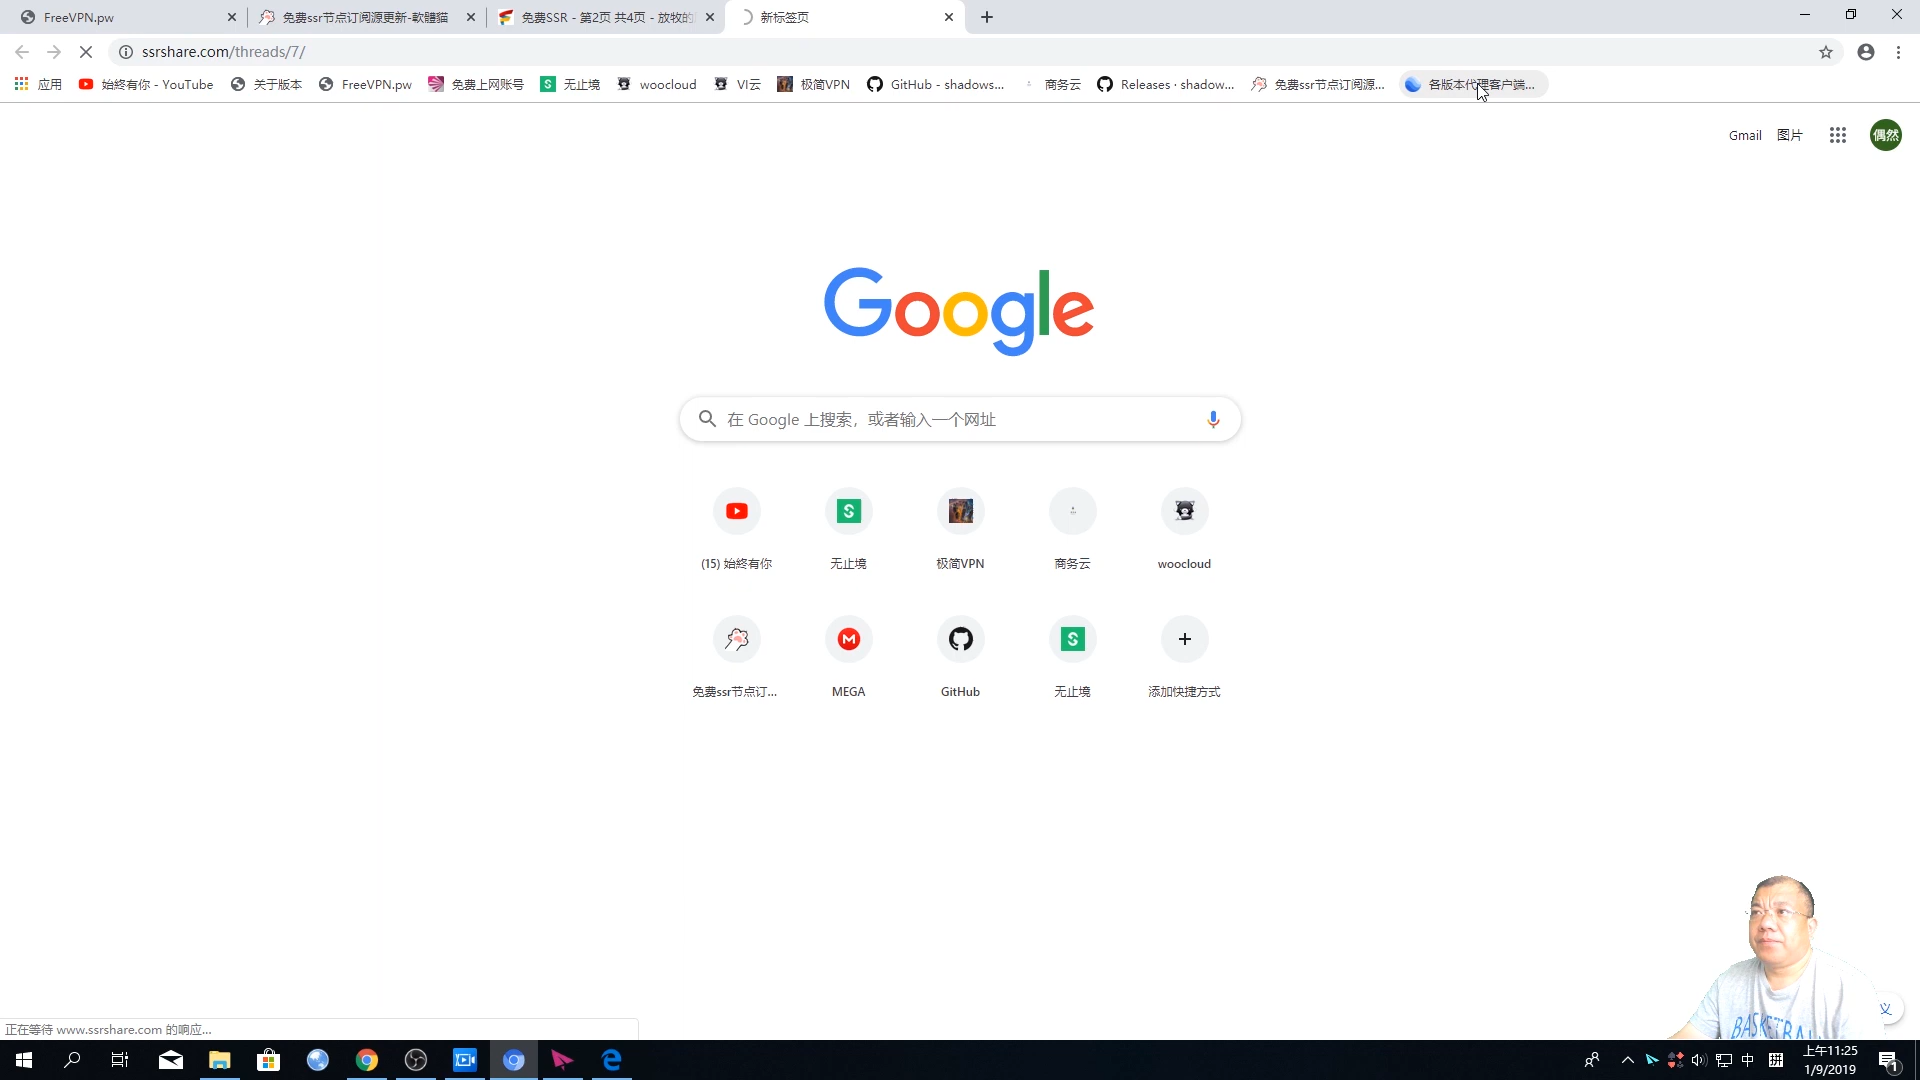 FreeVPN.pw
免费ssr节点订阅源更新-軟體猫
免费SSR - 第2页 共4页 - 放牧的
新标签页
ssrshare.com/threads/7/
应用
始終有你 - YouTube
关于版本
FreeVPN.pw
免费上网账号
无止境
woocloud
VI云
极简VPN
GitHub - shadows...
商务云
Releases · shadow...
免费ssr节点订阅源...
各版本代理客户端...
Gmail
图片
偶然
Google
在 Google 上搜索，或者输入一个网址
(15) 始終有你
无止境
极简VPN
商务云
woocloud
免费ssr节点订...
MEGA
GitHub
无止境
添加快捷方式
正在等待 www.ssrshare.com 的响应...
中
拼
上午11:25
1/9/2019
1